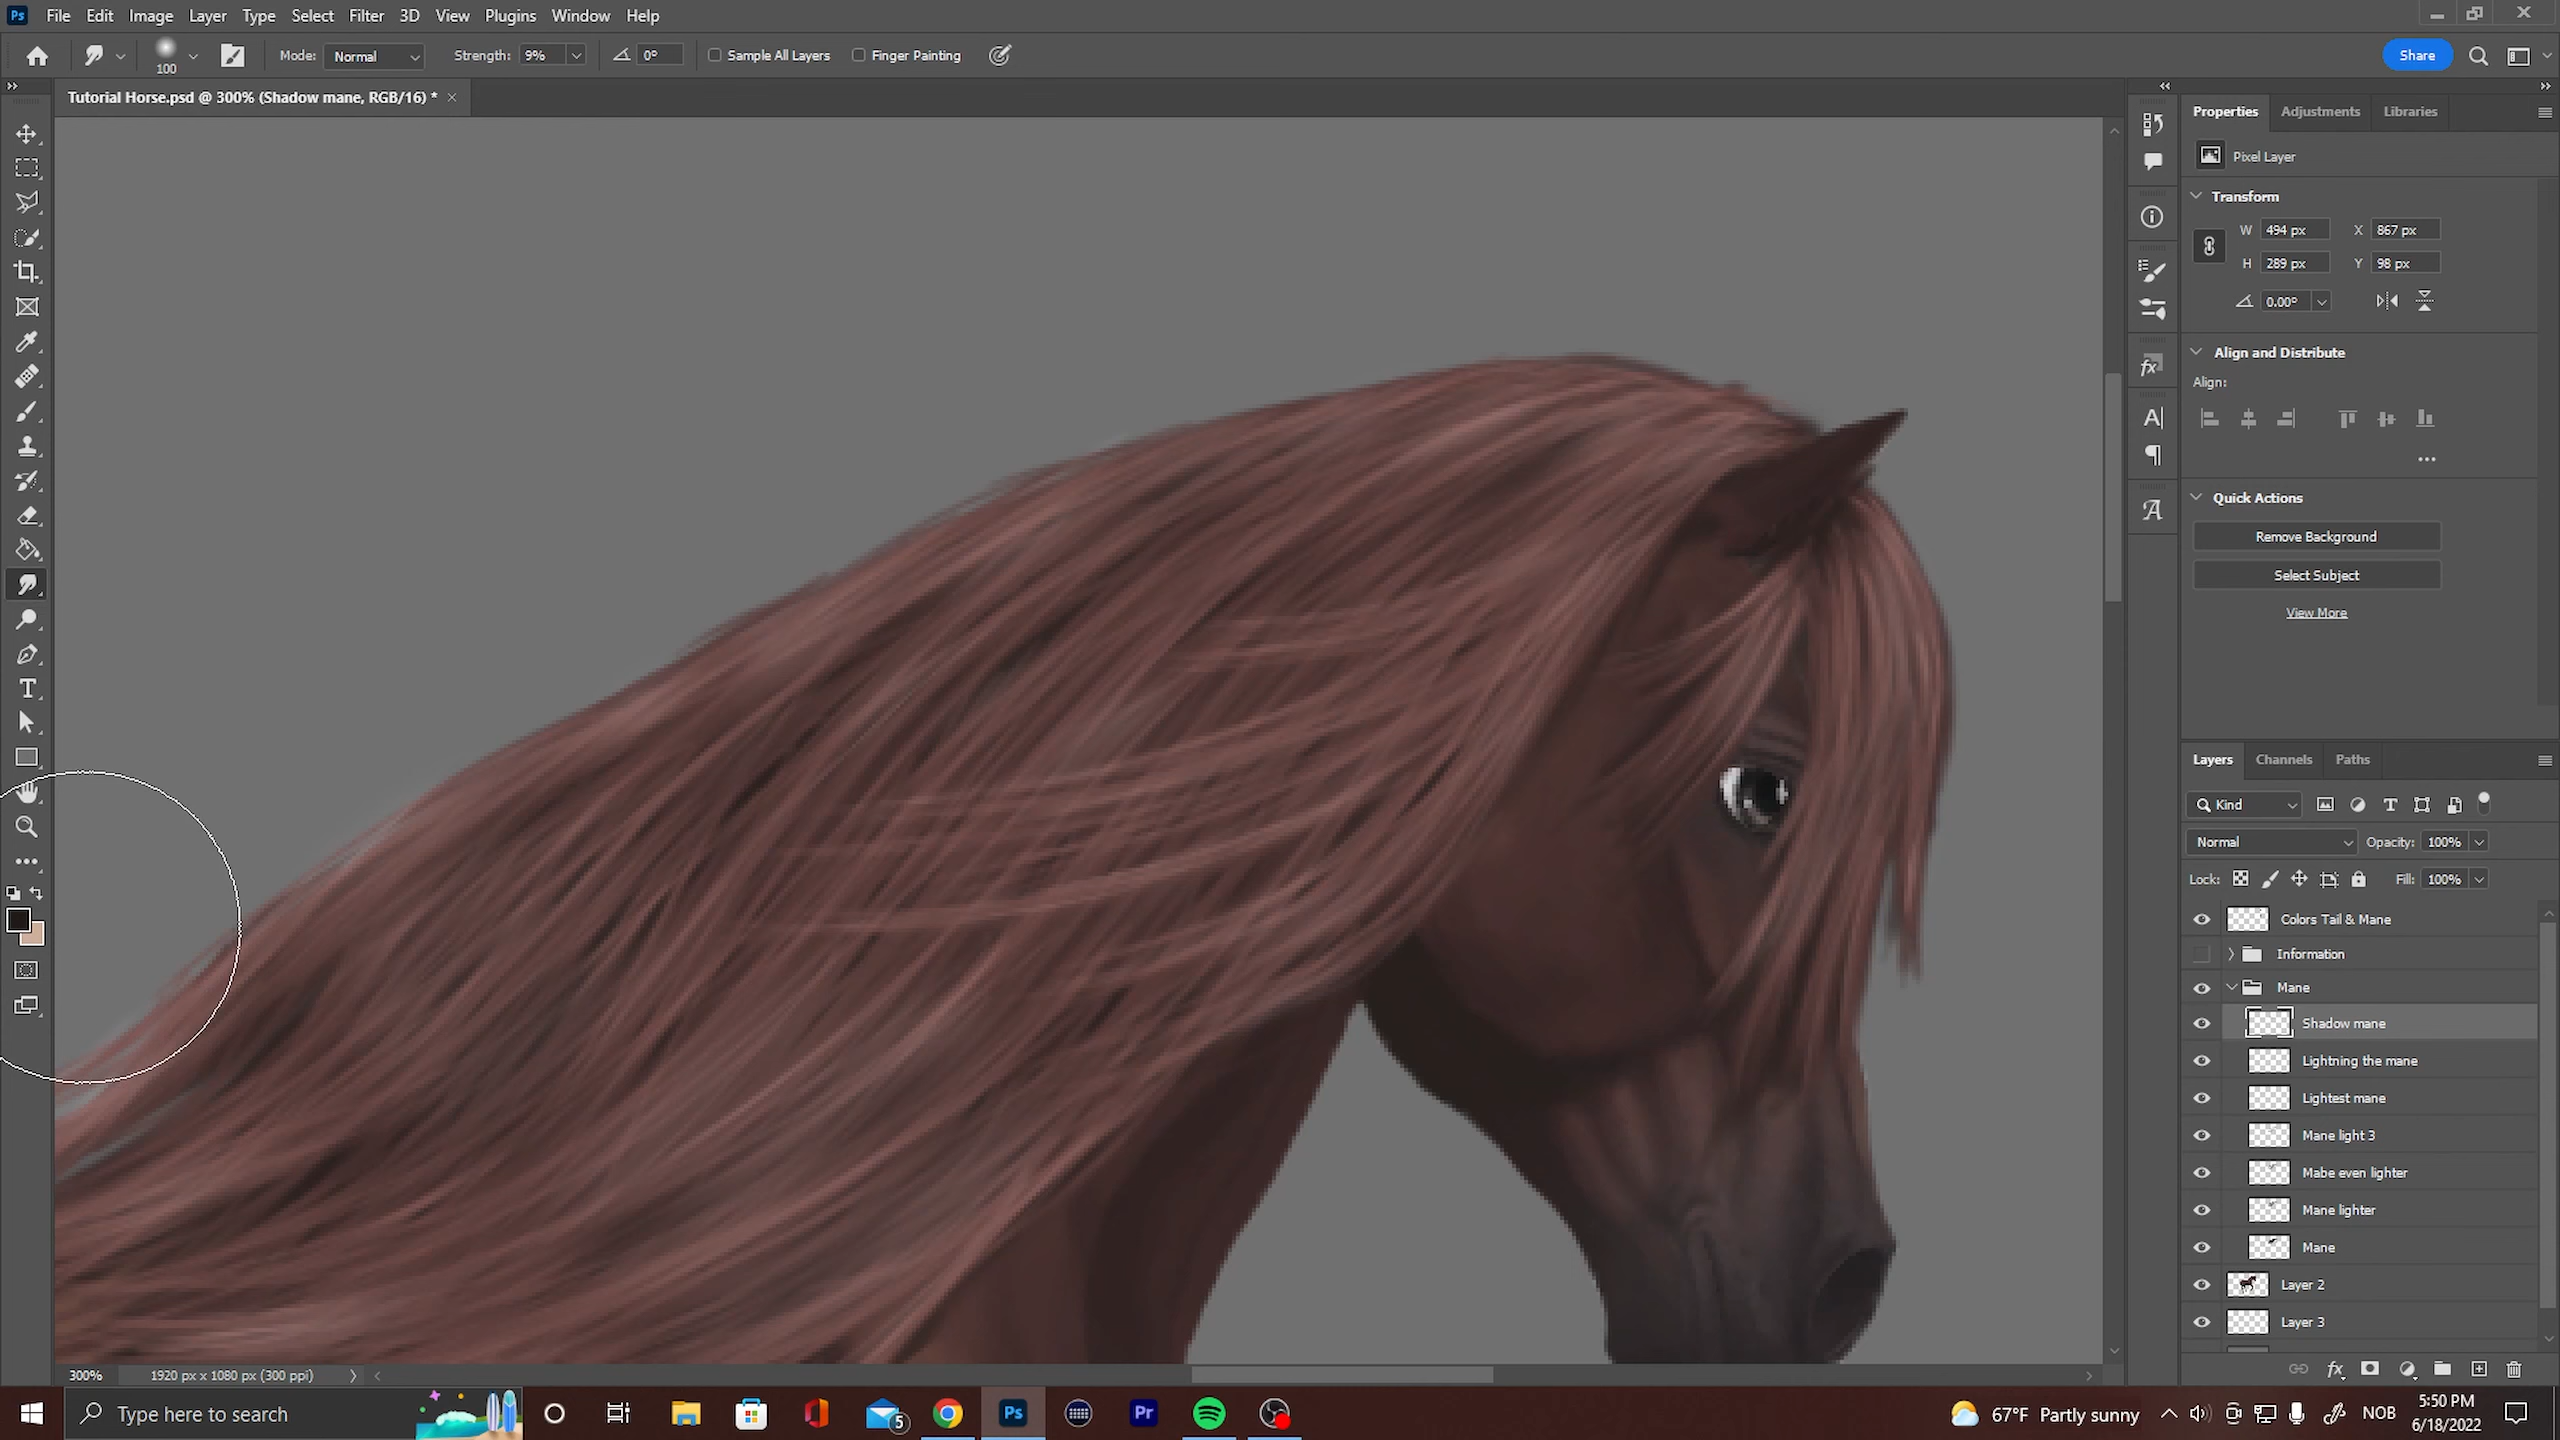 Ps File Edit Image Layer Type Select Filter 3D View Plugins Window Help
100 Mode: Normal Strength: 9% 0° Sample All Layers Finger Painting Share
Tutorial Horse.psd @ 300% (Shadow mane, RGB/16) * ×
Properties Adjustments Libraries
Pixel Layer
Transform
W 494 px X 867 px
H 289 px Y 98 px
0.00°
Align and Distribute
Align:
Quick Actions
Remove Background
Select Subject
View More
Layers Channels Paths
Kind
Normal Opacity: 100%
Lock: Fill: 100%
Colors Tail & Mane
Information
Mane
Shadow mane
Lightning the mane
Lightest mane
Mane light 3
Mabe even lighter
Mane lighter
Mane
Layer 2
Layer 3
300% 1920 px x 1080 px (300 ppi)
Type here to search 5 Ps Pr 67°F Partly sunny NOB 5:50 PM
6/18/2022